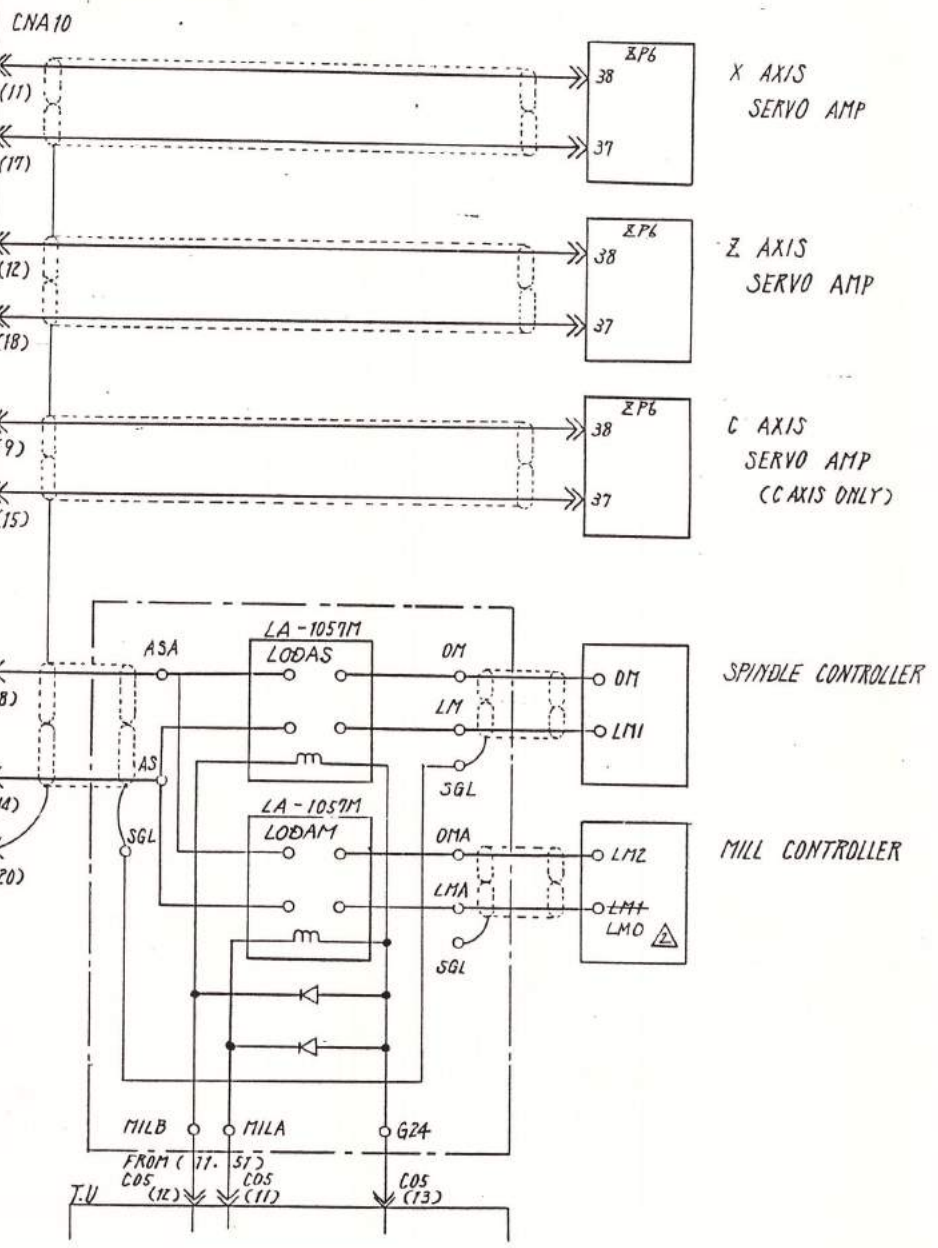 CNA10
ZP6
38
37
(11)
(17)
X AXIS
SERVO AMP
ZP6
38
37
(12)
(18)
Z AXIS
SERVO AMP
ZP6
38
37
9)
(15)
C AXIS
SERVO AMP
(C AXIS ONLY)
LA-1057M
LODAS
ASA
OM
OM
LM
LM1
SGL
AS
8)
14)
20)
SPINDLE CONTROLLER
LA-1057M
LODAM
SGL
OMA
LM2
LMA
LM1
LMO 2
SGL
MILL CONTROLLER
MILB
MILA
G24
FROM ( 11. 51)
CO5
(12)
CO5
(11)
CO5
(13)
T.U